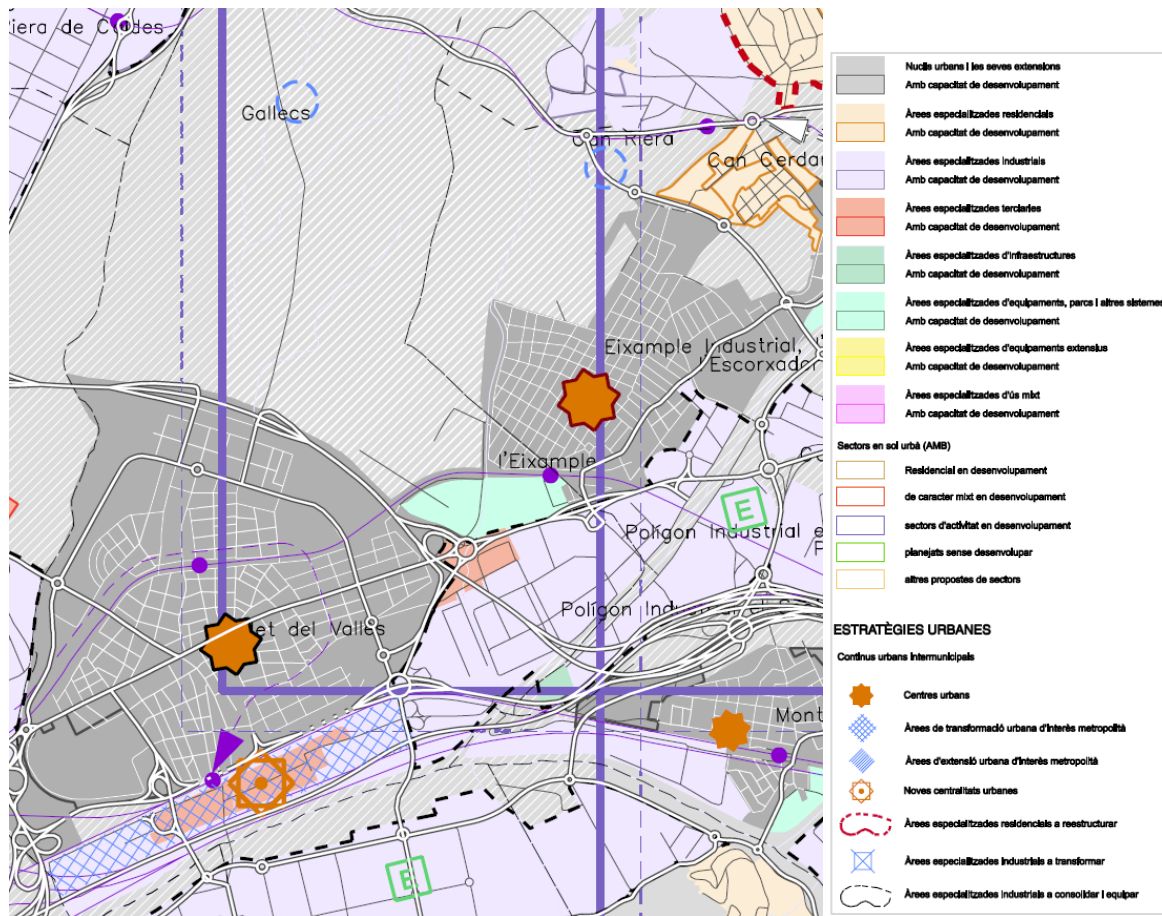 iera de C
des
Gallecs
Can Riera
Can Cerda
Eixample Industrial, l'
l'Escorxador
l'Eixample
E
Polígon Industrial e
Polígon Indus
et del Vallès
Mont
E
Nuclis urbans i les seves extensions
Amb capacitat de desenvolupament
Àrees especialitzades residencials
Amb capacitat de desenvolupament
Àrees especialitzades industrials
Amb capacitat de desenvolupament
Àrees especialitzades terciaries
Amb capacitat de desenvolupament
Àrees especialitzades d'infraestructures
Amb capacitat de desenvolupament
Àrees especialitzades d'equipaments, parcs i altres sistemes
Amb capacitat de desenvolupament
Àrees especialitzades d'equipaments extensius
Amb capacitat de desenvolupament
Àrees especialitzades d'ús mixt
Amb capacitat de desenvolupament
Sectors en sol urbà (AMB)
Residencial en desenvolupament
de caracter mixt en desenvolupament
sectors d'activitat en desenvolupament
planejats sense desenvolupar
altres propostes de sectors
ESTRATÈGIES URBANES
Continus urbans intermunicipals
Centres urbans
Àrees de transformació urbana d'interès metropolità
Àrees d'extensió urbana d'interès metropolità
Noves centralitats urbanes
Àrees especialitzades residencials a reestructurar
Àrees especialitzades industrials a transformar
Àrees especialitzades industrials a consolidar i equipar